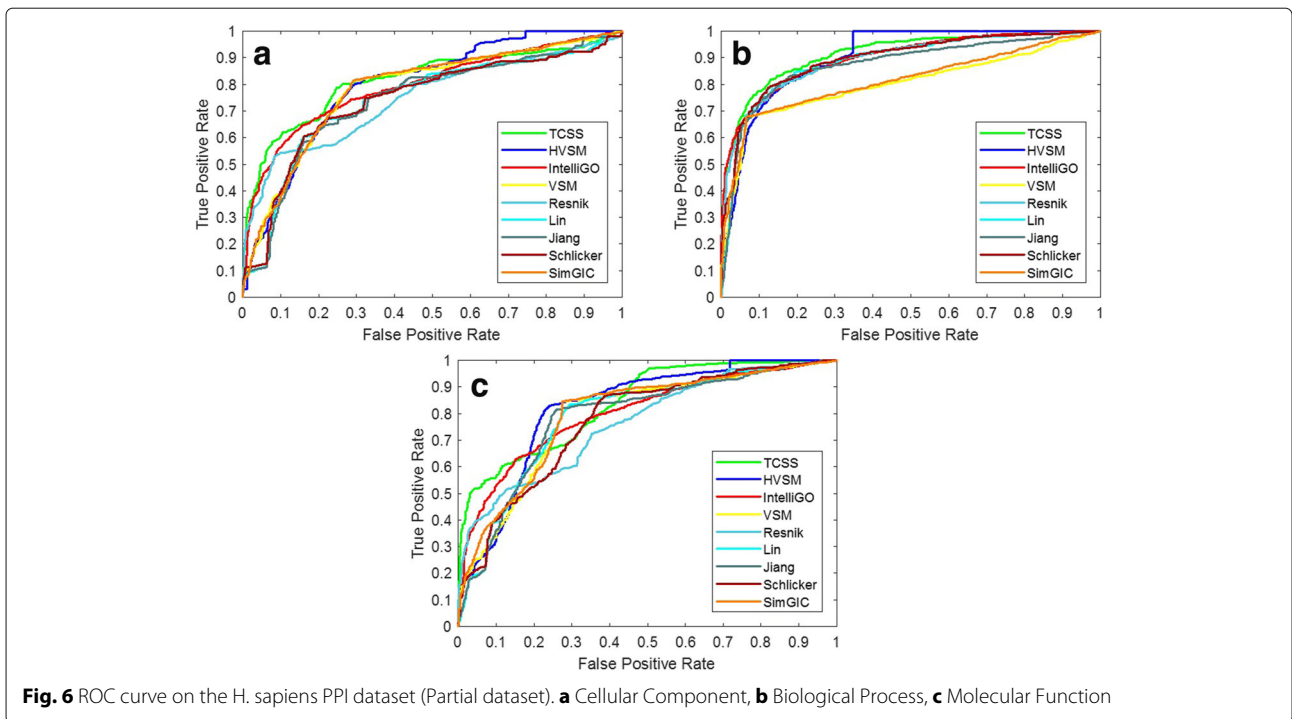 a
1
0.9
0.8
0.7
0.6
0.5
0.4
0.3
0.2
0.1
0
True Positive Rate
0 0.1 0.2 0.3 0.4 0.5 0.6 0.7 0.8 0.9 1
False Positive Rate
TCSS
HVSM
IntelliGO
VSM
Resnik
Lin
Jiang
Schlicker
SimGIC
b
1
0.9
0.8
0.7
0.6
0.5
0.4
0.3
0.2
0.1
0
True Positive Rate
0 0.1 0.2 0.3 0.4 0.5 0.6 0.7 0.8 0.9 1
False Positive Rate
TCSS
HVSM
IntelliGO
VSM
Resnik
Lin
Jiang
Schlicker
SimGIC
c
1
0.9
0.8
0.7
0.6
0.5
0.4
0.3
0.2
0.1
0
True Positive Rate
0 0.1 0.2 0.3 0.4 0.5 0.6 0.7 0.8 0.9 1
False Positive Rate
TCSS
HVSM
IntelliGO
VSM
Resnik
Lin
Jiang
Schlicker
SimGIC
Fig. 6 ROC curve on the H. sapiens PPI dataset (Partial dataset). a Cellular Component, b Biological Process, c Molecular Function